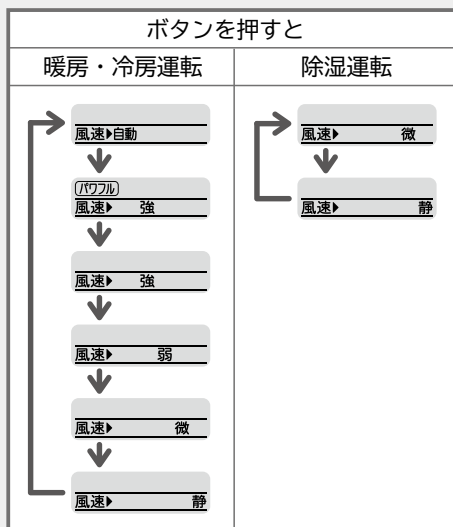 ボタンを押すと
暖房・冷房運転
除湿運転
風速▶自動
パワフル
風速▶ 強
風速▶ 強
風速▶ 弱
風速▶ 微
風速▶ 静
風速▶ 微
風速▶ 静